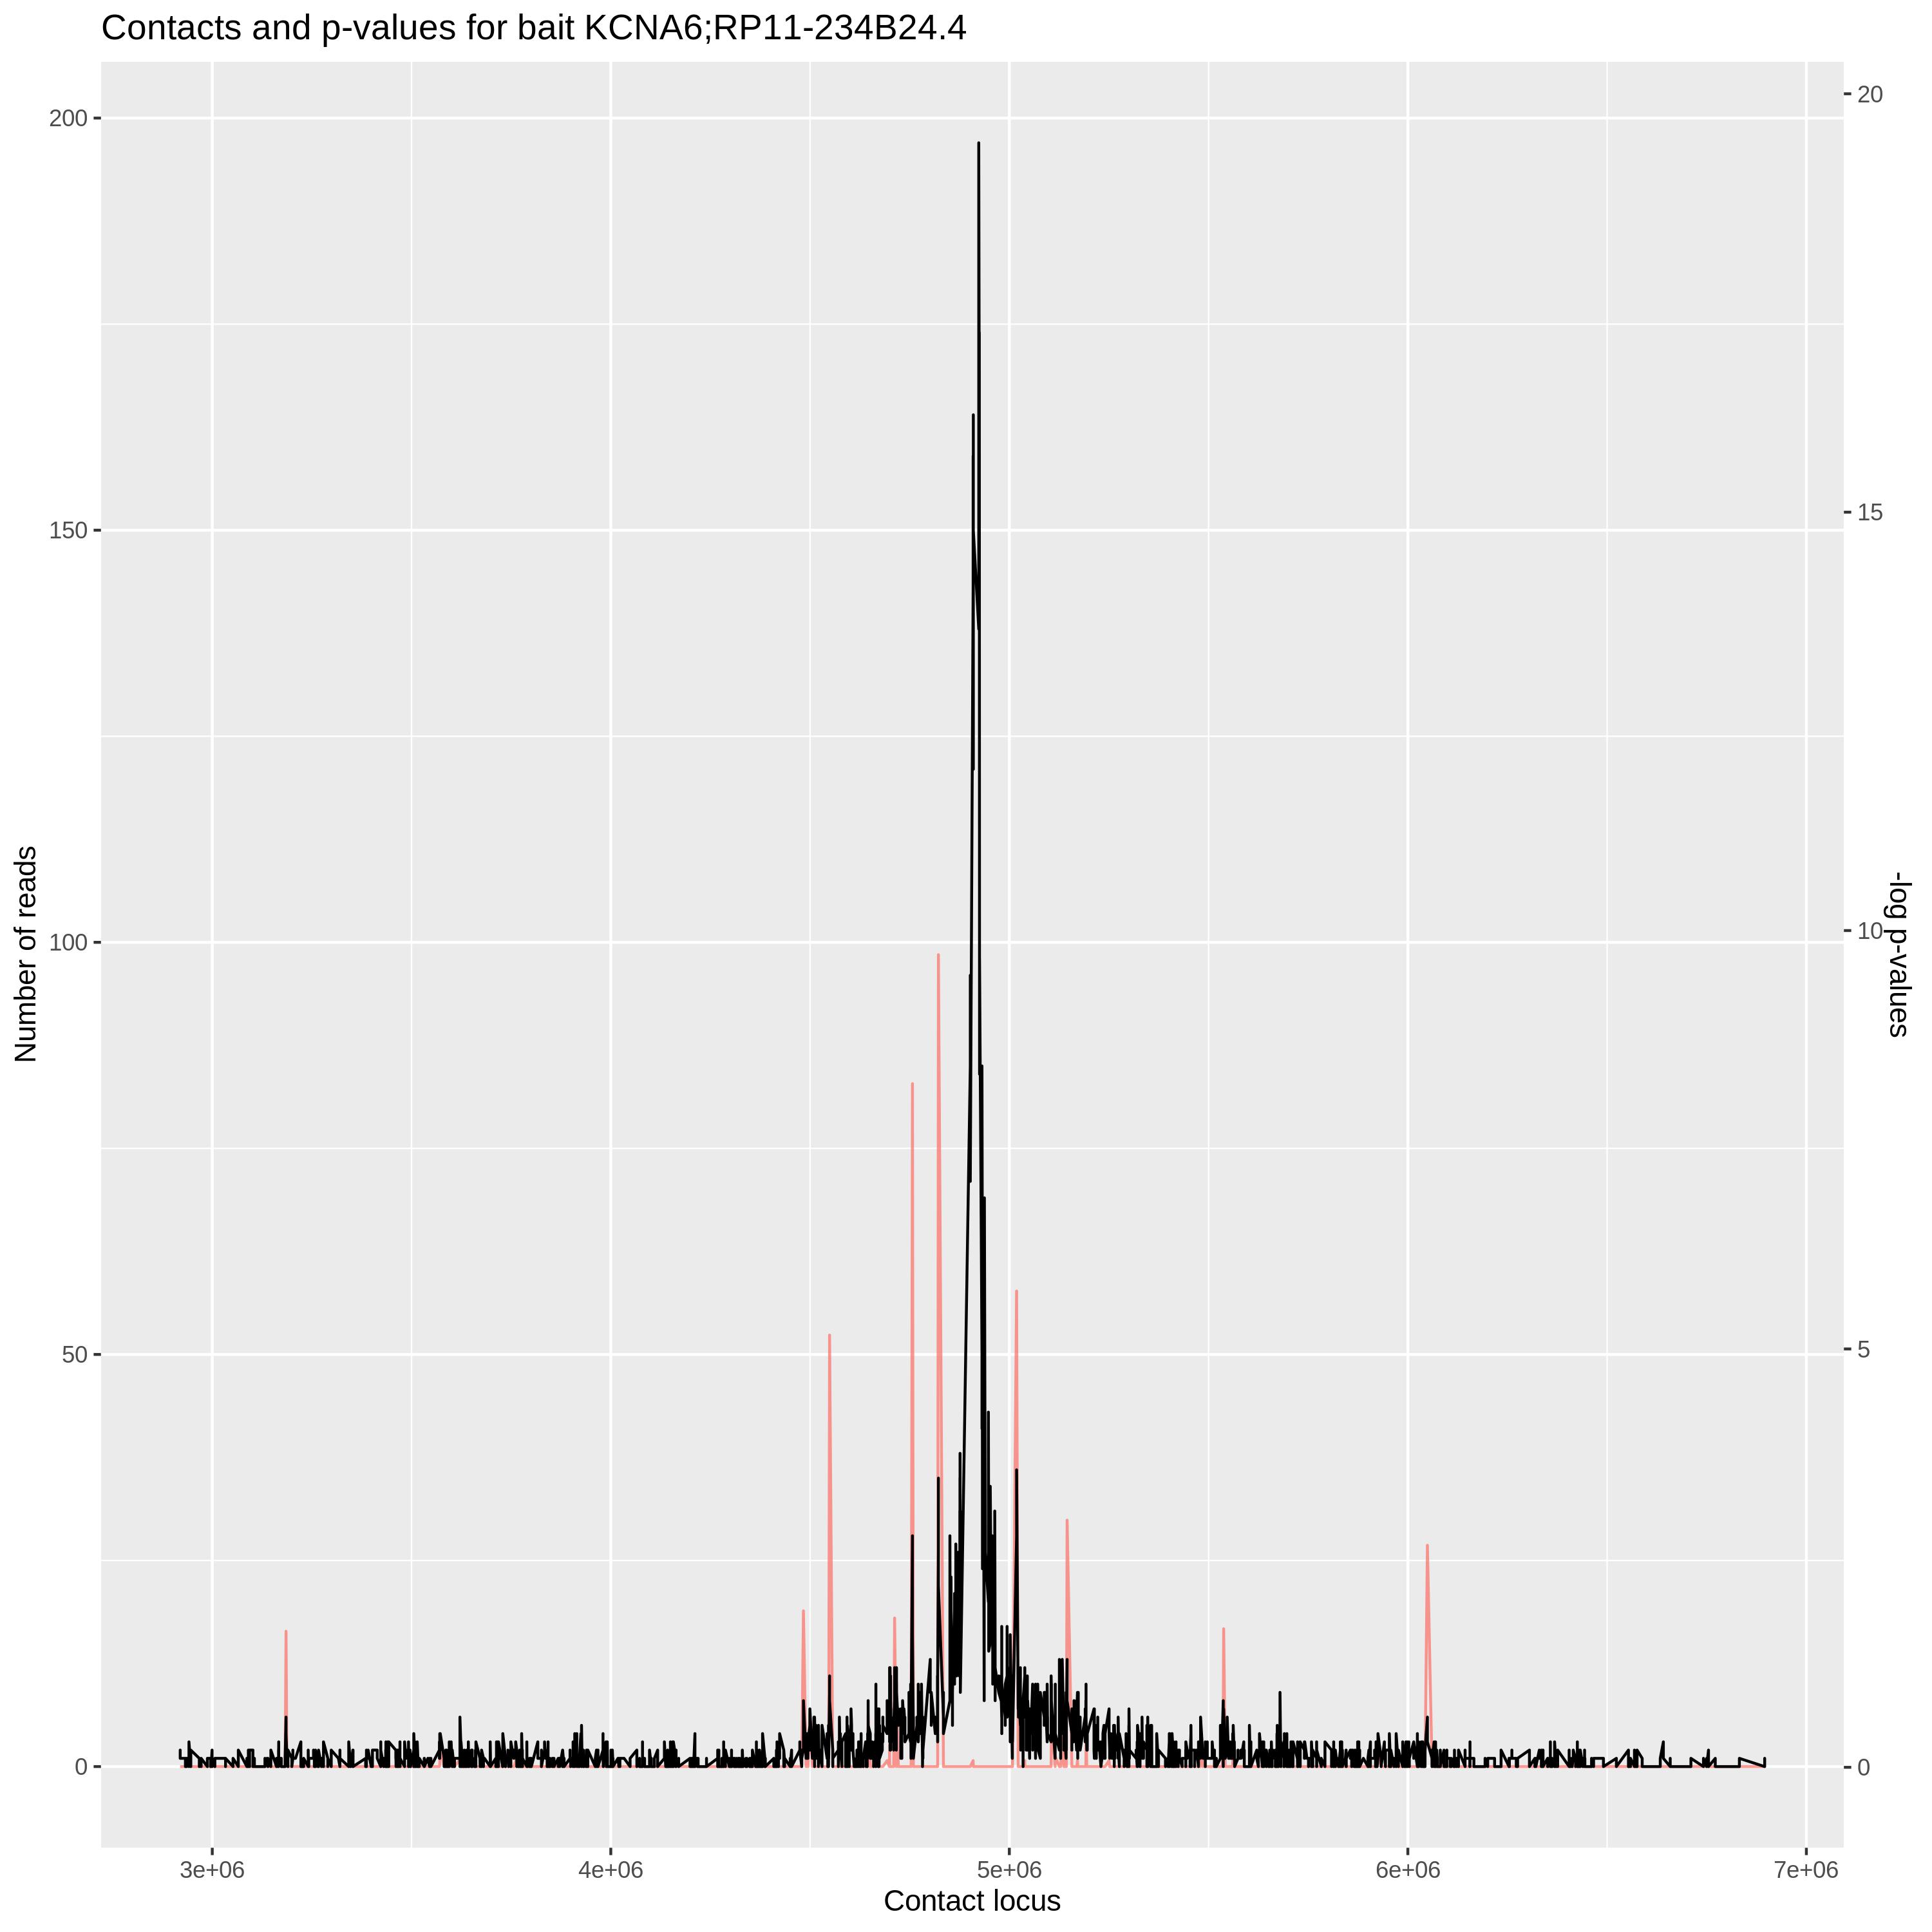 Contacts and p-values for bait KCNA6;RP11-234B24.4
200
150
100
50
0
Number of reads
20
15
10
5
0
-log p-values
3e+06
4e+06
5e+06
6e+06
7e+06
Contact locus